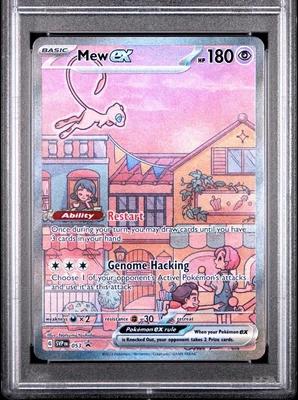 BASIC
Mew ex HP 180
Ability Restart
Once during your turn, you may draw cards until you have
3 cards in your hand.
Genome Hacking
Choose 1 of your opponent's Active Pokémon's attacks
and use it as this attack.
weakness ×2 resistance -30 retreat
Pokémon ex rule When your Pokémon ex
is Knocked Out, your opponent takes 2 Prize cards.
SVP EN 053